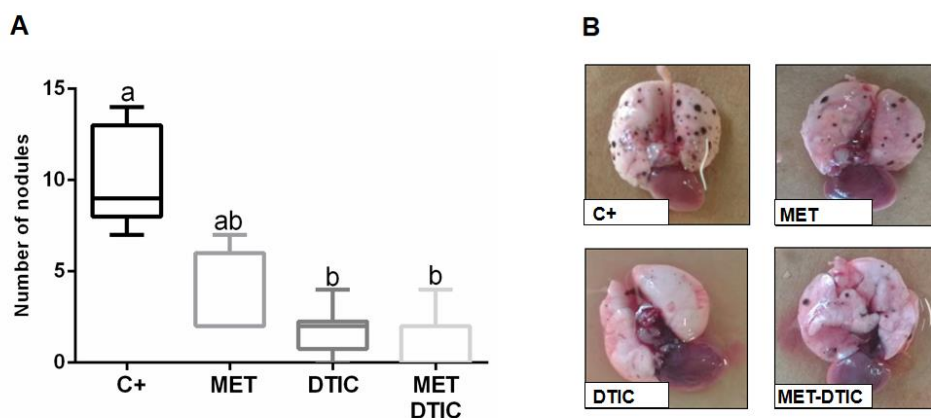 A
Number of nodules
15
10
5
0
a
ab
b
b
C+
MET
DTIC
MET
DTIC
B
C+
MET
DTIC
MET-DTIC